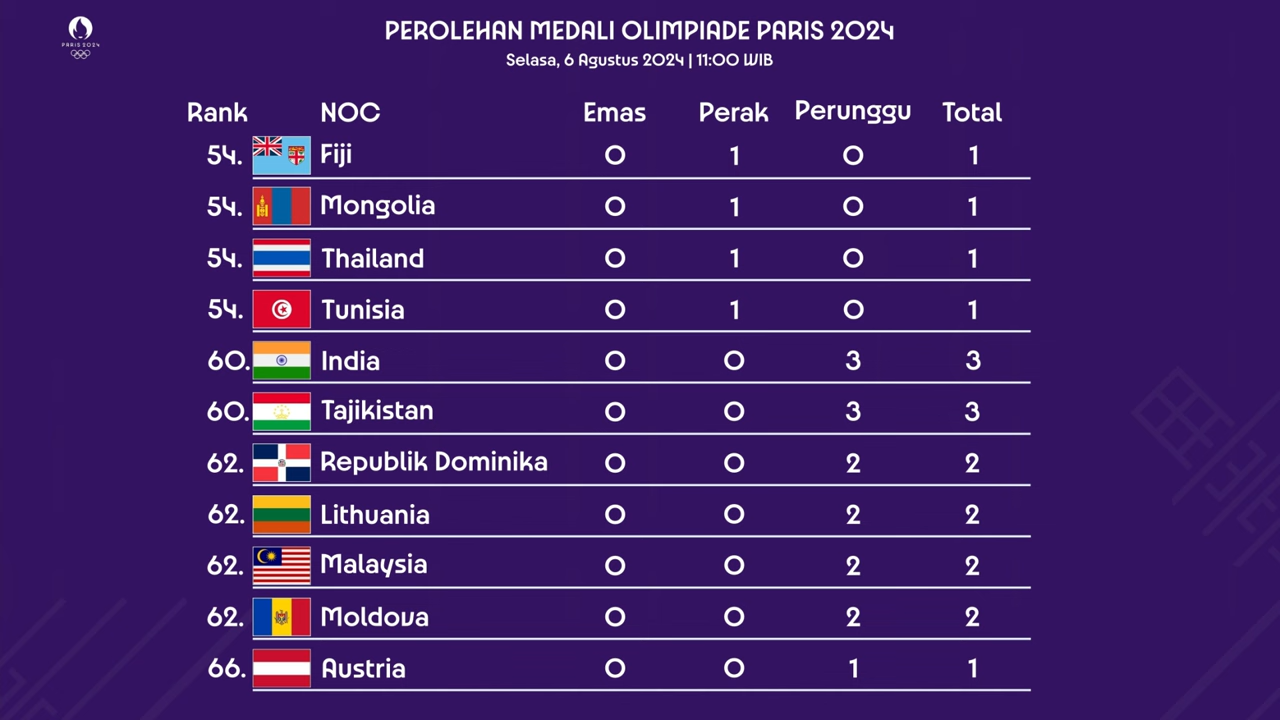 PARIS 2024
PEROLEHAN MEDALI OLIMPIADE PARIS 2024
Selasa, 6 Agustus 2024 | 11:00 WIB
Rank NOC Emas Perak Perunggu Total
54. Fiji 0 1 0 1
54. Mongolia 0 1 0 1
54. Thailand 0 1 0 1
54. Tunisia 0 1 0 1
60. India 0 0 3 3
60. Tajikistan 0 0 3 3
62. Republik Dominika 0 0 2 2
62. Lithuania 0 0 2 2
62. Malaysia 0 0 2 2
62. Moldova 0 0 2 2
66. Austria 0 0 1 1